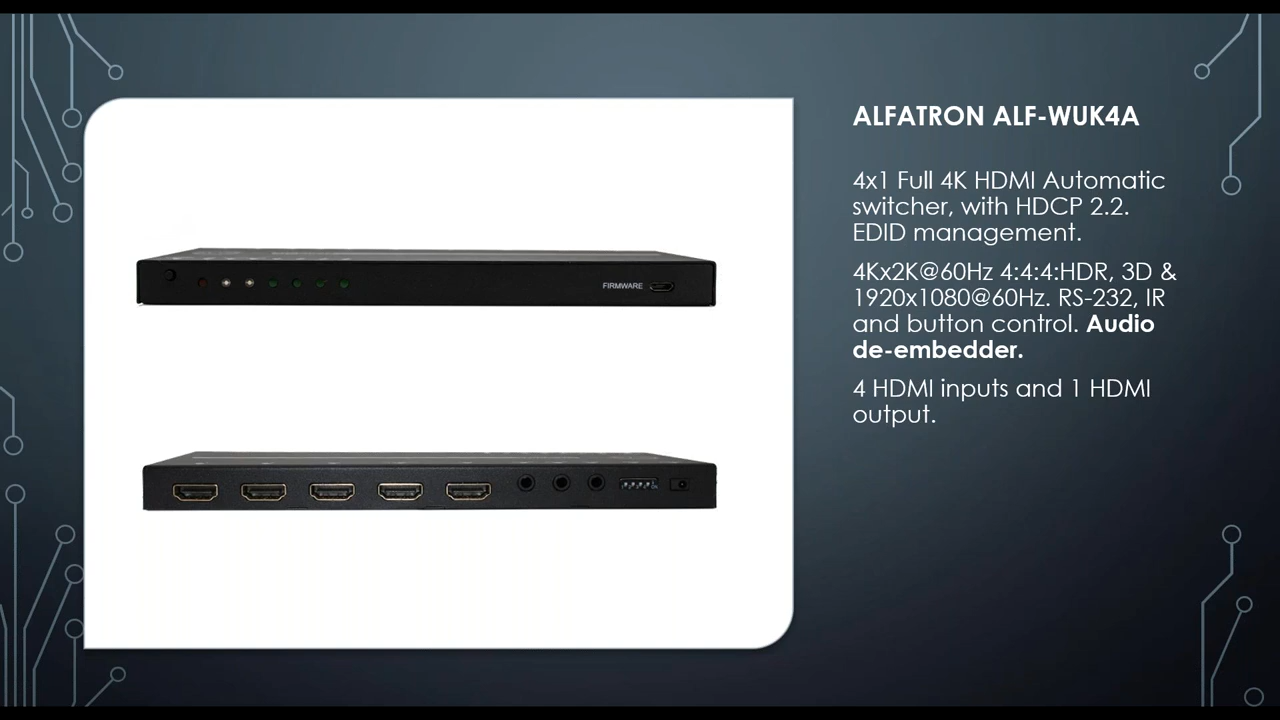 ALFATRON ALF-WUK4A
4x1 Full 4K HDMI Automatic
switcher, with HDCP 2.2.
EDID management.
4Kx2K@60Hz 4:4:4:HDR, 3D &
1920x1080@60Hz. RS-232, IR
and button control. Audio
de-embedder.
4 HDMI inputs and 1 HDMI
output.
FIRMWARE